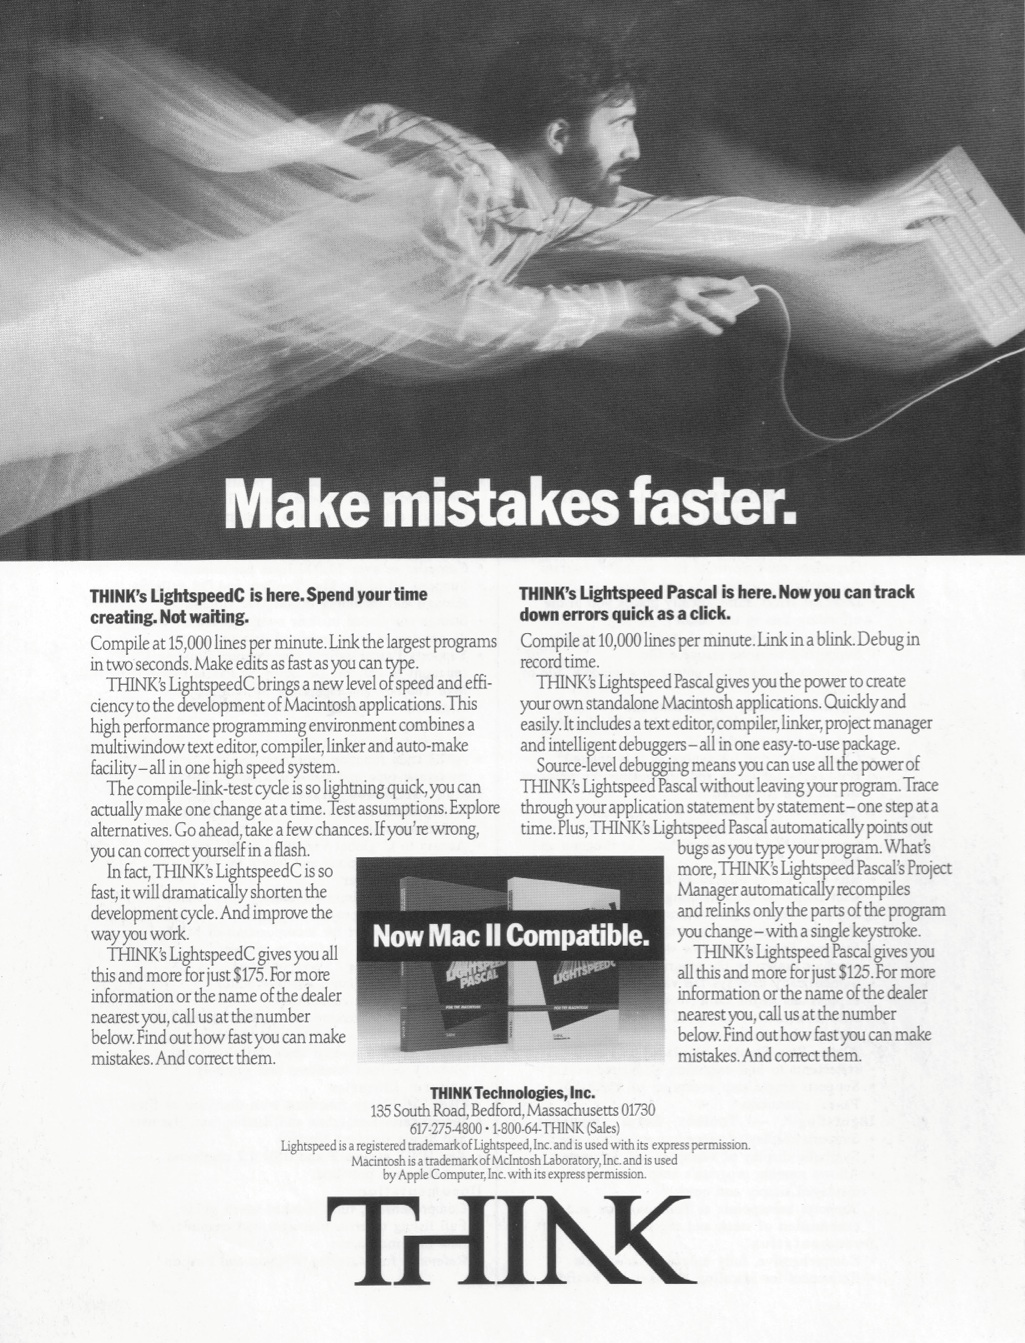 Make mistakes faster.
THINK's LightspeedC is here. Spend your time
creating. Not waiting.
Compile at 15,000 lines per minute. Link the largest programs
in two seconds. Make edits as fast as you can type.
THINK's LightspeedC brings a new level of speed and effi-
ciency to the development of Macintosh applications. This
high performance programming environment combines a
multiwindow text editor, compiler, linker and auto-make
facility – all in one high speed system.
The compile-link-test cycle is so lightning quick, you can
actually make one change at a time. Test assumptions. Explore
alternatives. Go ahead, take a few chances. If you're wrong,
you can correct yourself in a flash.
In fact, THINK's LightspeedC is so
fast, it will dramatically shorten the
development cycle. And improve the
way you work.
THINK's LightspeedC gives you all
this and more for just $175. For more
information or the name of the dealer
nearest you, call us at the number
below. Find out how fast you can make
mistakes. And correct them.
THINK's Lightspeed Pascal is here. Now you can track
down errors quick as a click.
Compile at 10,000 lines per minute. Link in a blink. Debug in
record time.
THINK's Lightspeed Pascal gives you the power to create
your own standalone Macintosh applications. Quickly and
easily. It includes a text editor, compiler, linker, project manager
and intelligent debuggers – all in one easy-to-use package.
Source-level debugging means you can use all the power of
THINK's Lightspeed Pascal without leaving your program. Trace
through your application statement by statement – one step at a
time. Plus, THINK's Lightspeed Pascal automatically points out
bugs as you type your program. What's
more, THINK's Lightspeed Pascal's Project
Manager automatically recompiles
and relinks only the parts of the program
you change – with a single keystroke.
THINK's Lightspeed Pascal gives you
all this and more for just $125. For more
information or the name of the dealer
nearest you, call us at the number
below. Find out how fast you can make
mistakes. And correct them.
Now Mac II Compatible.
LIGHTSPEED
PASCAL
LIGHTSPEEDC
FOR THE MACINTOSH
FOR THE MACINTOSH
THINK Technologies, Inc.
135 South Road, Bedford, Massachusetts 01730
617-275-4800 • 1-800-64-THINK (Sales)
Lightspeed is a registered trademark of Lightspeed, Inc. and is used with its express permission.
Macintosh is a trademark of McIntosh Laboratory, Inc. and is used
by Apple Computer, Inc. with its express permission.
THINK